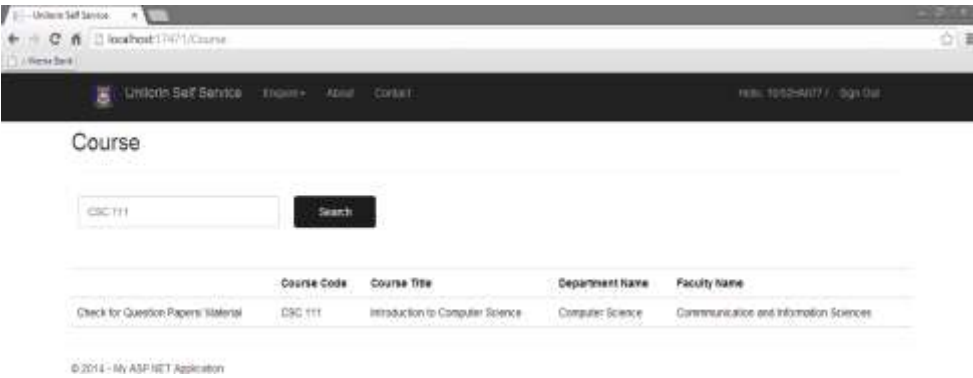 Unilorin Self Service
localhost:17471/Course
Unilorin Self Service Enquire About Contact Sign Out
Course
CSC 111 Search
Course Code Course Title Department Name Faculty Name
Check for Question Papers/ Material CSC 111 Introduction to Computer Science Computer Science Communication and Information Sciences
© 2014 - My ASP.NET Application